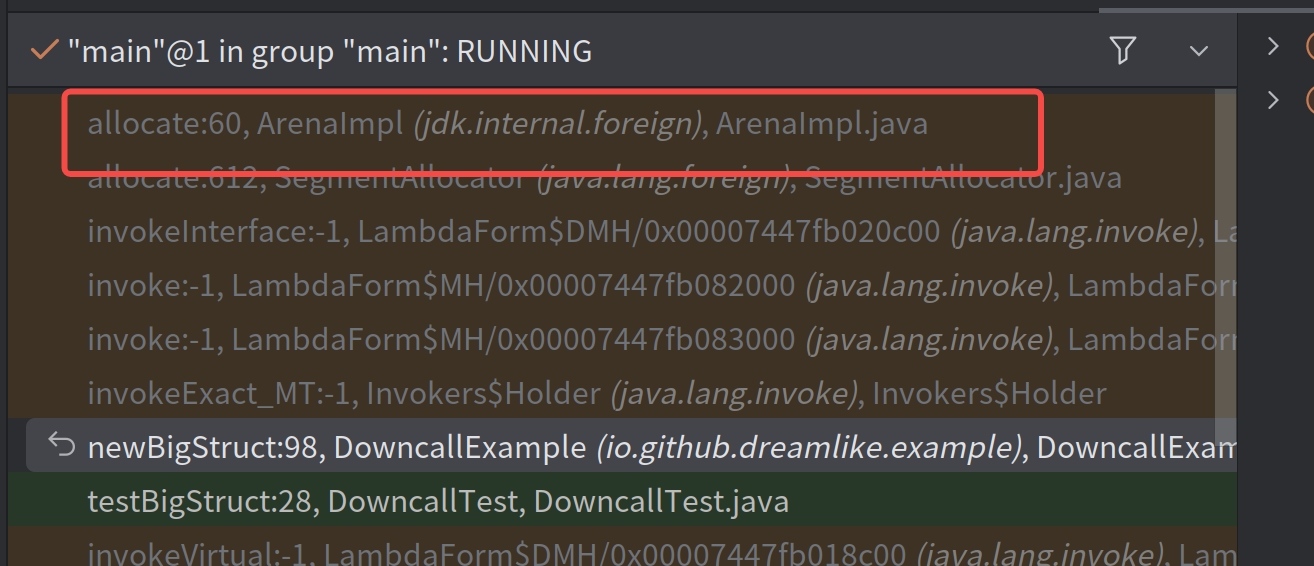 "main"@1 in group "main": RUNNING
allocate:60, ArenaImpl (jdk.internal.foreign), ArenaImpl.java
allocate:612, SegmentAllocator (java.lang.foreign), SegmentAllocator.java
invokeInterface:-1, LambdaForm$DMH/0x00007447fb020c00 (java.lang.invoke), La
invoke:-1, LambdaForm$MH/0x00007447fb082000 (java.lang.invoke), LambdaForm
invoke:-1, LambdaForm$MH/0x00007447fb083000 (java.lang.invoke), LambdaForm
invokeExact_MT:-1, Invokers$Holder (java.lang.invoke), Invokers$Holder
newBigStruct:98, DowncallExample (io.github.dreamlike.example), DowncallExam
testBigStruct:28, DowncallTest, DowncallTest.java
invokeVirtual:-1, LambdaForm$DMH/0x00007447fb018c00 (java.lang.invoke), Lam